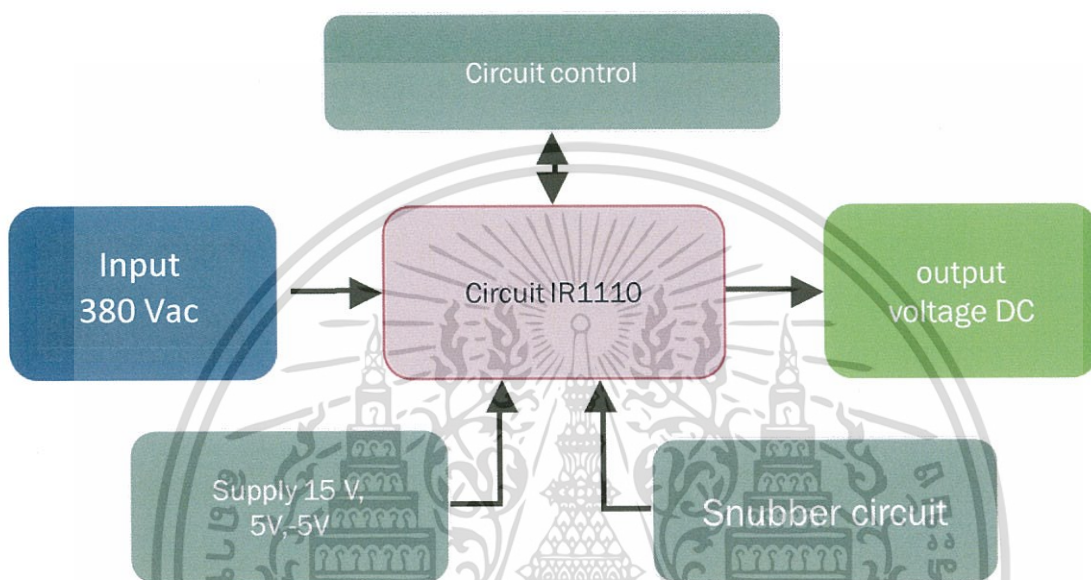 Circuit control
Input
380 Vac
Circuit IR1110
output
voltage DC
Supply 15 V,
5V,-5V
Snubber circuit